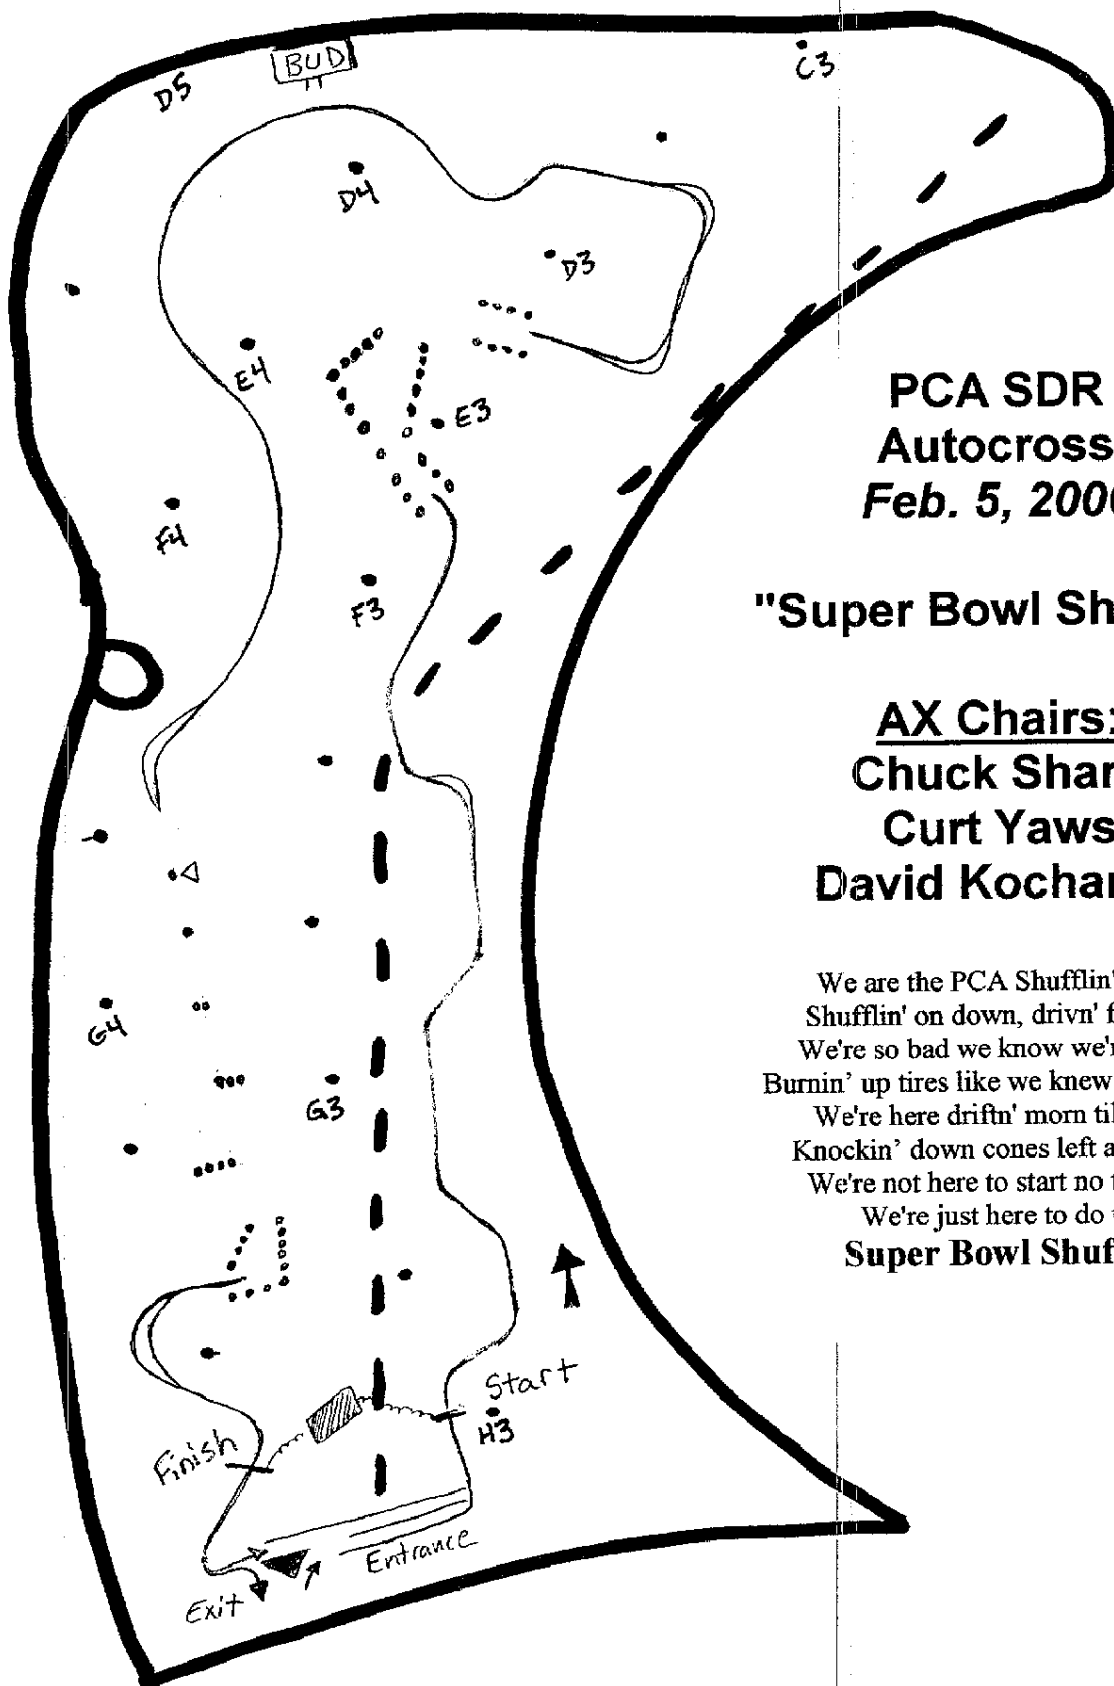 BUD
D5
C3
D4
D3
E4
E3
F4
F3
G4
G3
Start
H3
Finish
Entrance
Exit
PCA SDR
Autocross
Feb. 5, 200
"Super Bowl Sh
AX Chairs:
Chuck Shar
Curt Yaws
David Kochar
We are the PCA Shufflin'
Shufflin' on down, drivn' f
We're so bad we know we'r
Burnin' up tires like we knew
We're here driftn' morn til
Knockin' down cones left a
We're not here to start no t
We're just here to do
Super Bowl Shuf